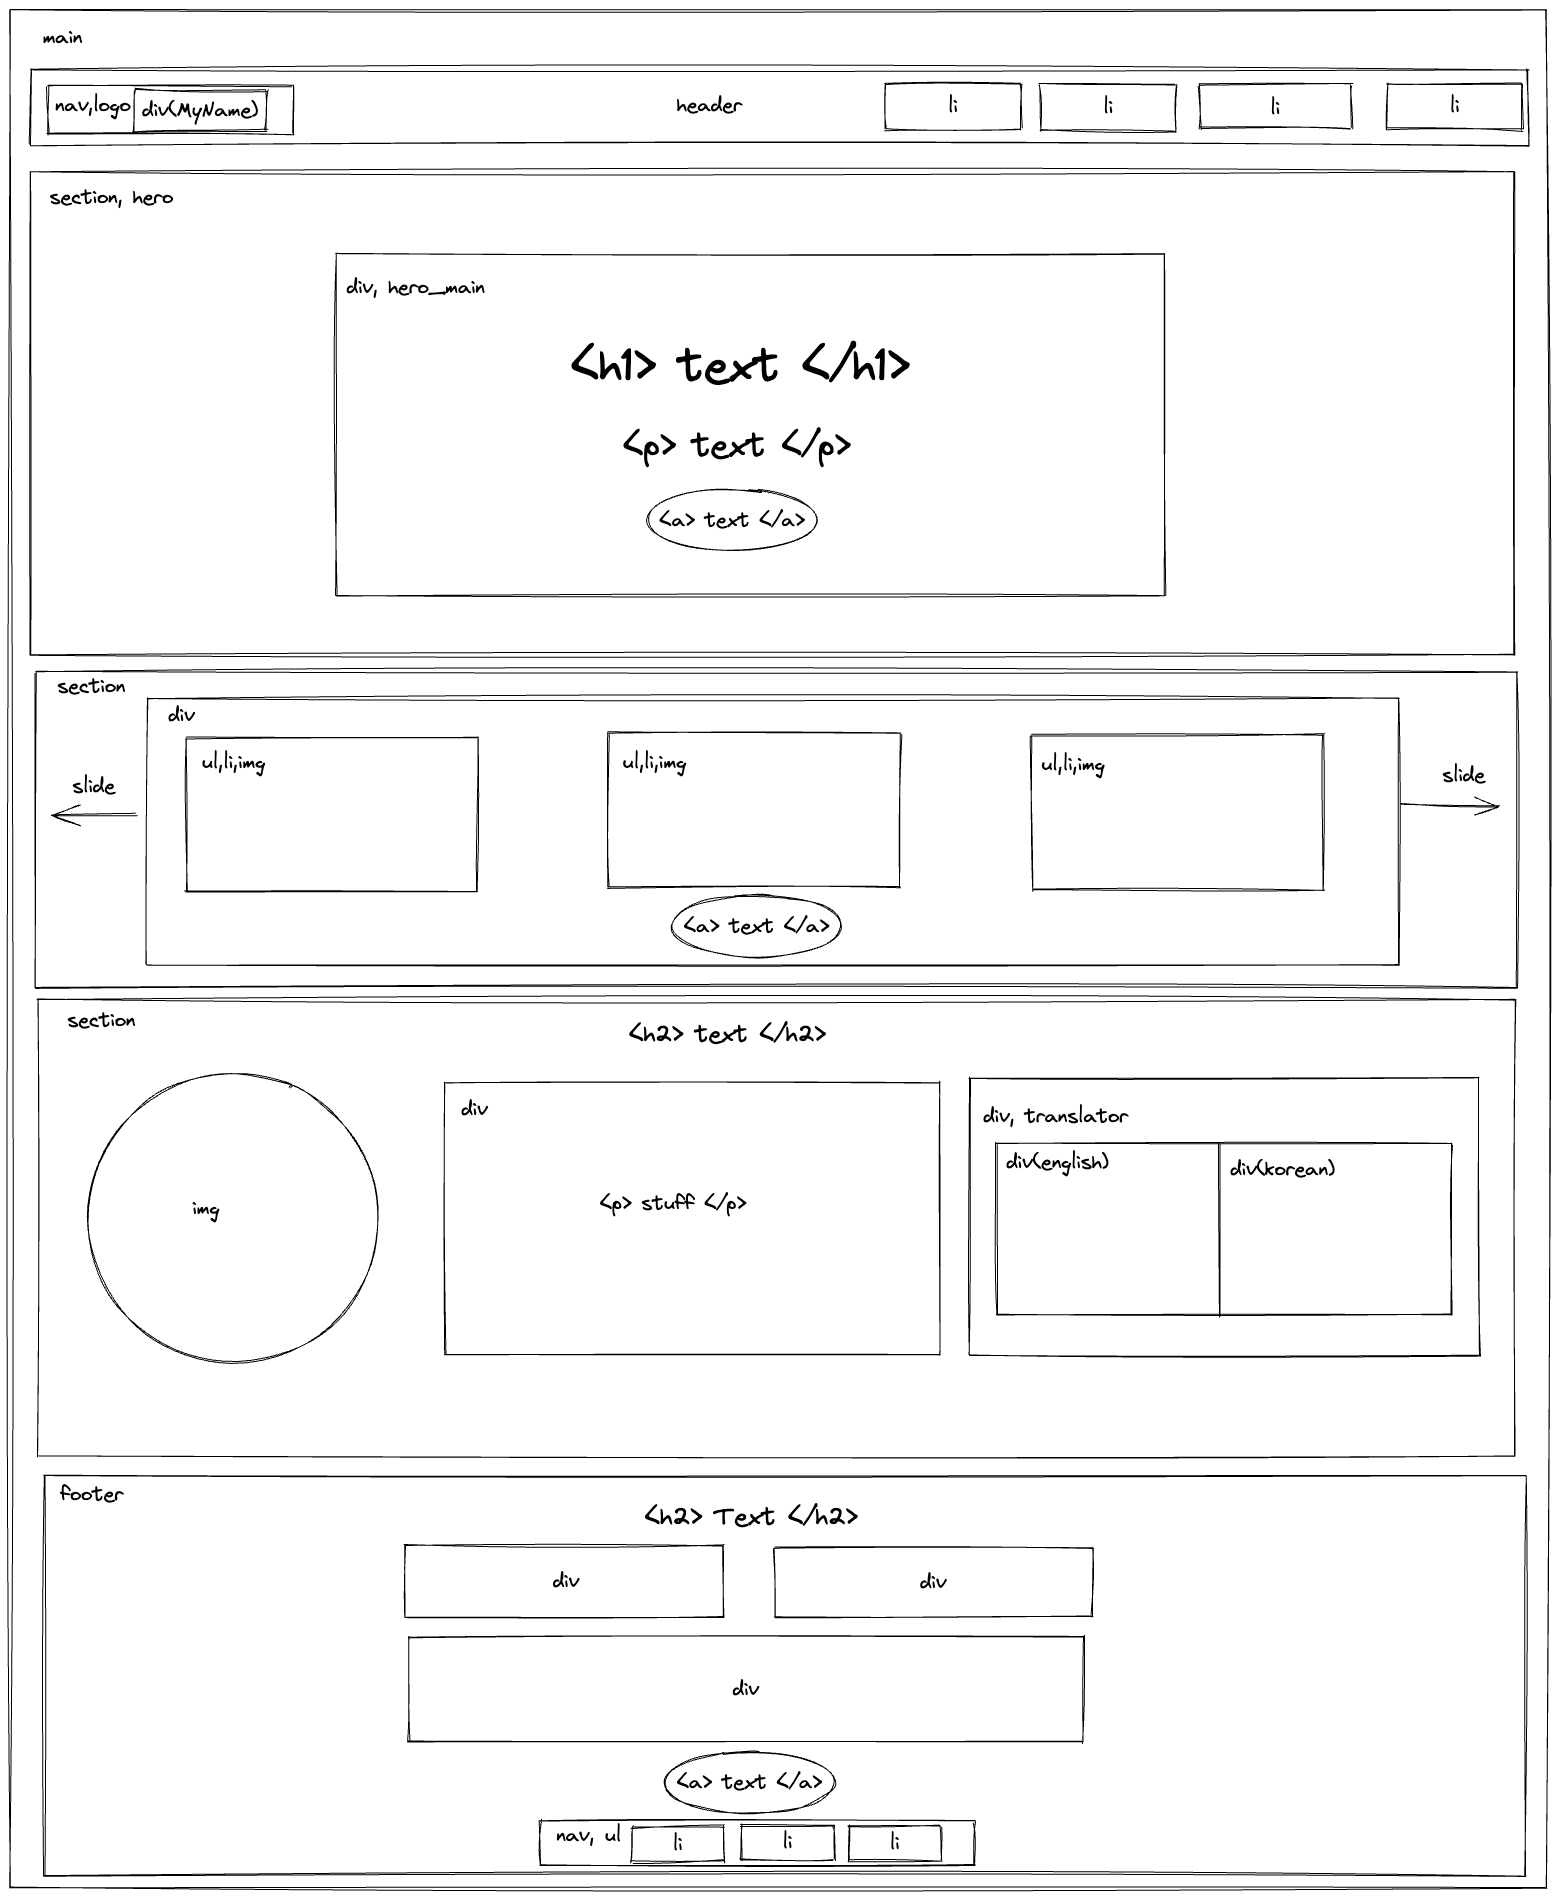 main
nav,logo
div(MyName)
header
li
li
li
li
section, hero
div, hero_main
<h1> text </h1>
<p> text </p>
<a> text </a>
section
div
ul,li,img
ul,li,img
ul,li,img
slide
slide
<a> text </a>
section
<h2> text </h2>
img
div
<p> stuff </p>
div, translator
div(english)
div(korean)
footer
<h2> Text </h2>
div
div
div
<a> text </a>
nav, ul
li
li
li